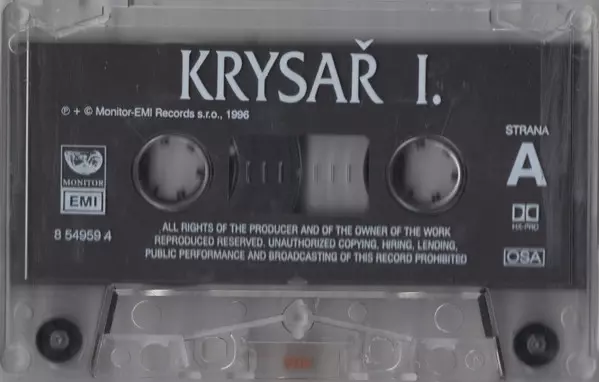 KRYSAŘ I.
℗ + © Monitor-EMI Records s.r.o., 1996
STRANA
A
MONITOR
EMI
8 54959 4
HX-PRO
OSA
ALL RIGHTS OF THE PRODUCER AND OF THE OWNER OF THE WORK
REPRODUCED RESERVED. UNAUTHORIZED COPYING, HIRING, LENDING,
PUBLIC PERFORMANCE AND BROADCASTING OF THIS RECORD PROHIBITED